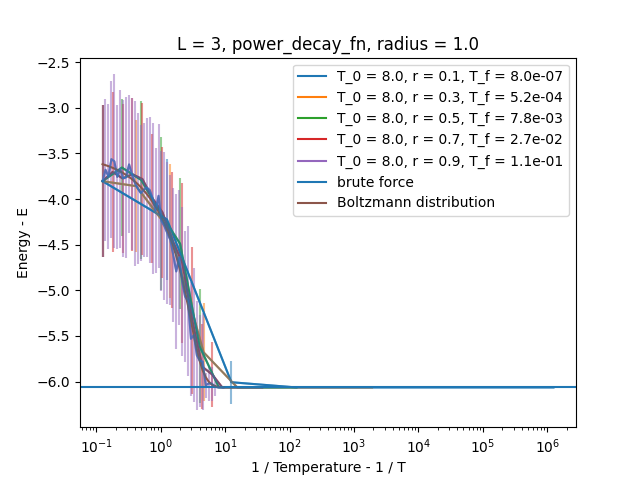 L = 3, power_decay_fn, radius = 1.0
−2.5
−3.0
−3.5
−4.0
−4.5
−5.0
−5.5
−6.0
Energy - E
T_0 = 8.0, r = 0.1, T_f = 8.0e-07
T_0 = 8.0, r = 0.3, T_f = 5.2e-04
T_0 = 8.0, r = 0.5, T_f = 7.8e-03
T_0 = 8.0, r = 0.7, T_f = 2.7e-02
T_0 = 8.0, r = 0.9, T_f = 1.1e-01
brute force
Boltzmann distribution
10⁻¹ 10⁰ 10¹ 10² 10³ 10⁴ 10⁵ 10⁶
1 / Temperature - 1 / T